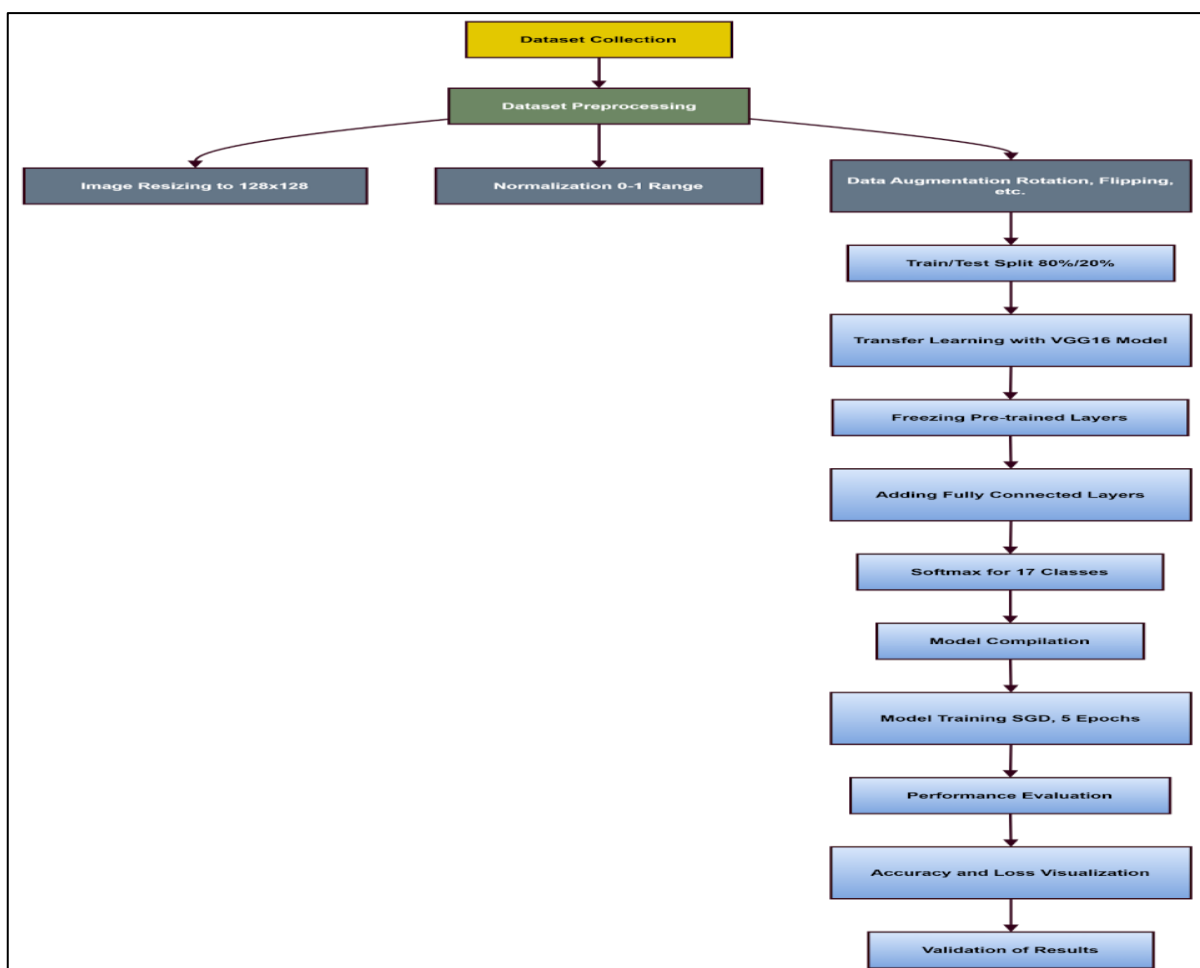 Dataset Collection
Dataset Preprocessing
Image Resizing to 128x128
Normalization 0-1 Range
Data Augmentation Rotation, Flipping,
etc.
Train/Test Split 80%/20%
Transfer Learning with VGG16 Model
Freezing Pre-trained Layers
Adding Fully Connected Layers
Softmax for 17 Classes
Model Compilation
Model Training SGD, 5 Epochs
Performance Evaluation
Accuracy and Loss Visualization
Validation of Results